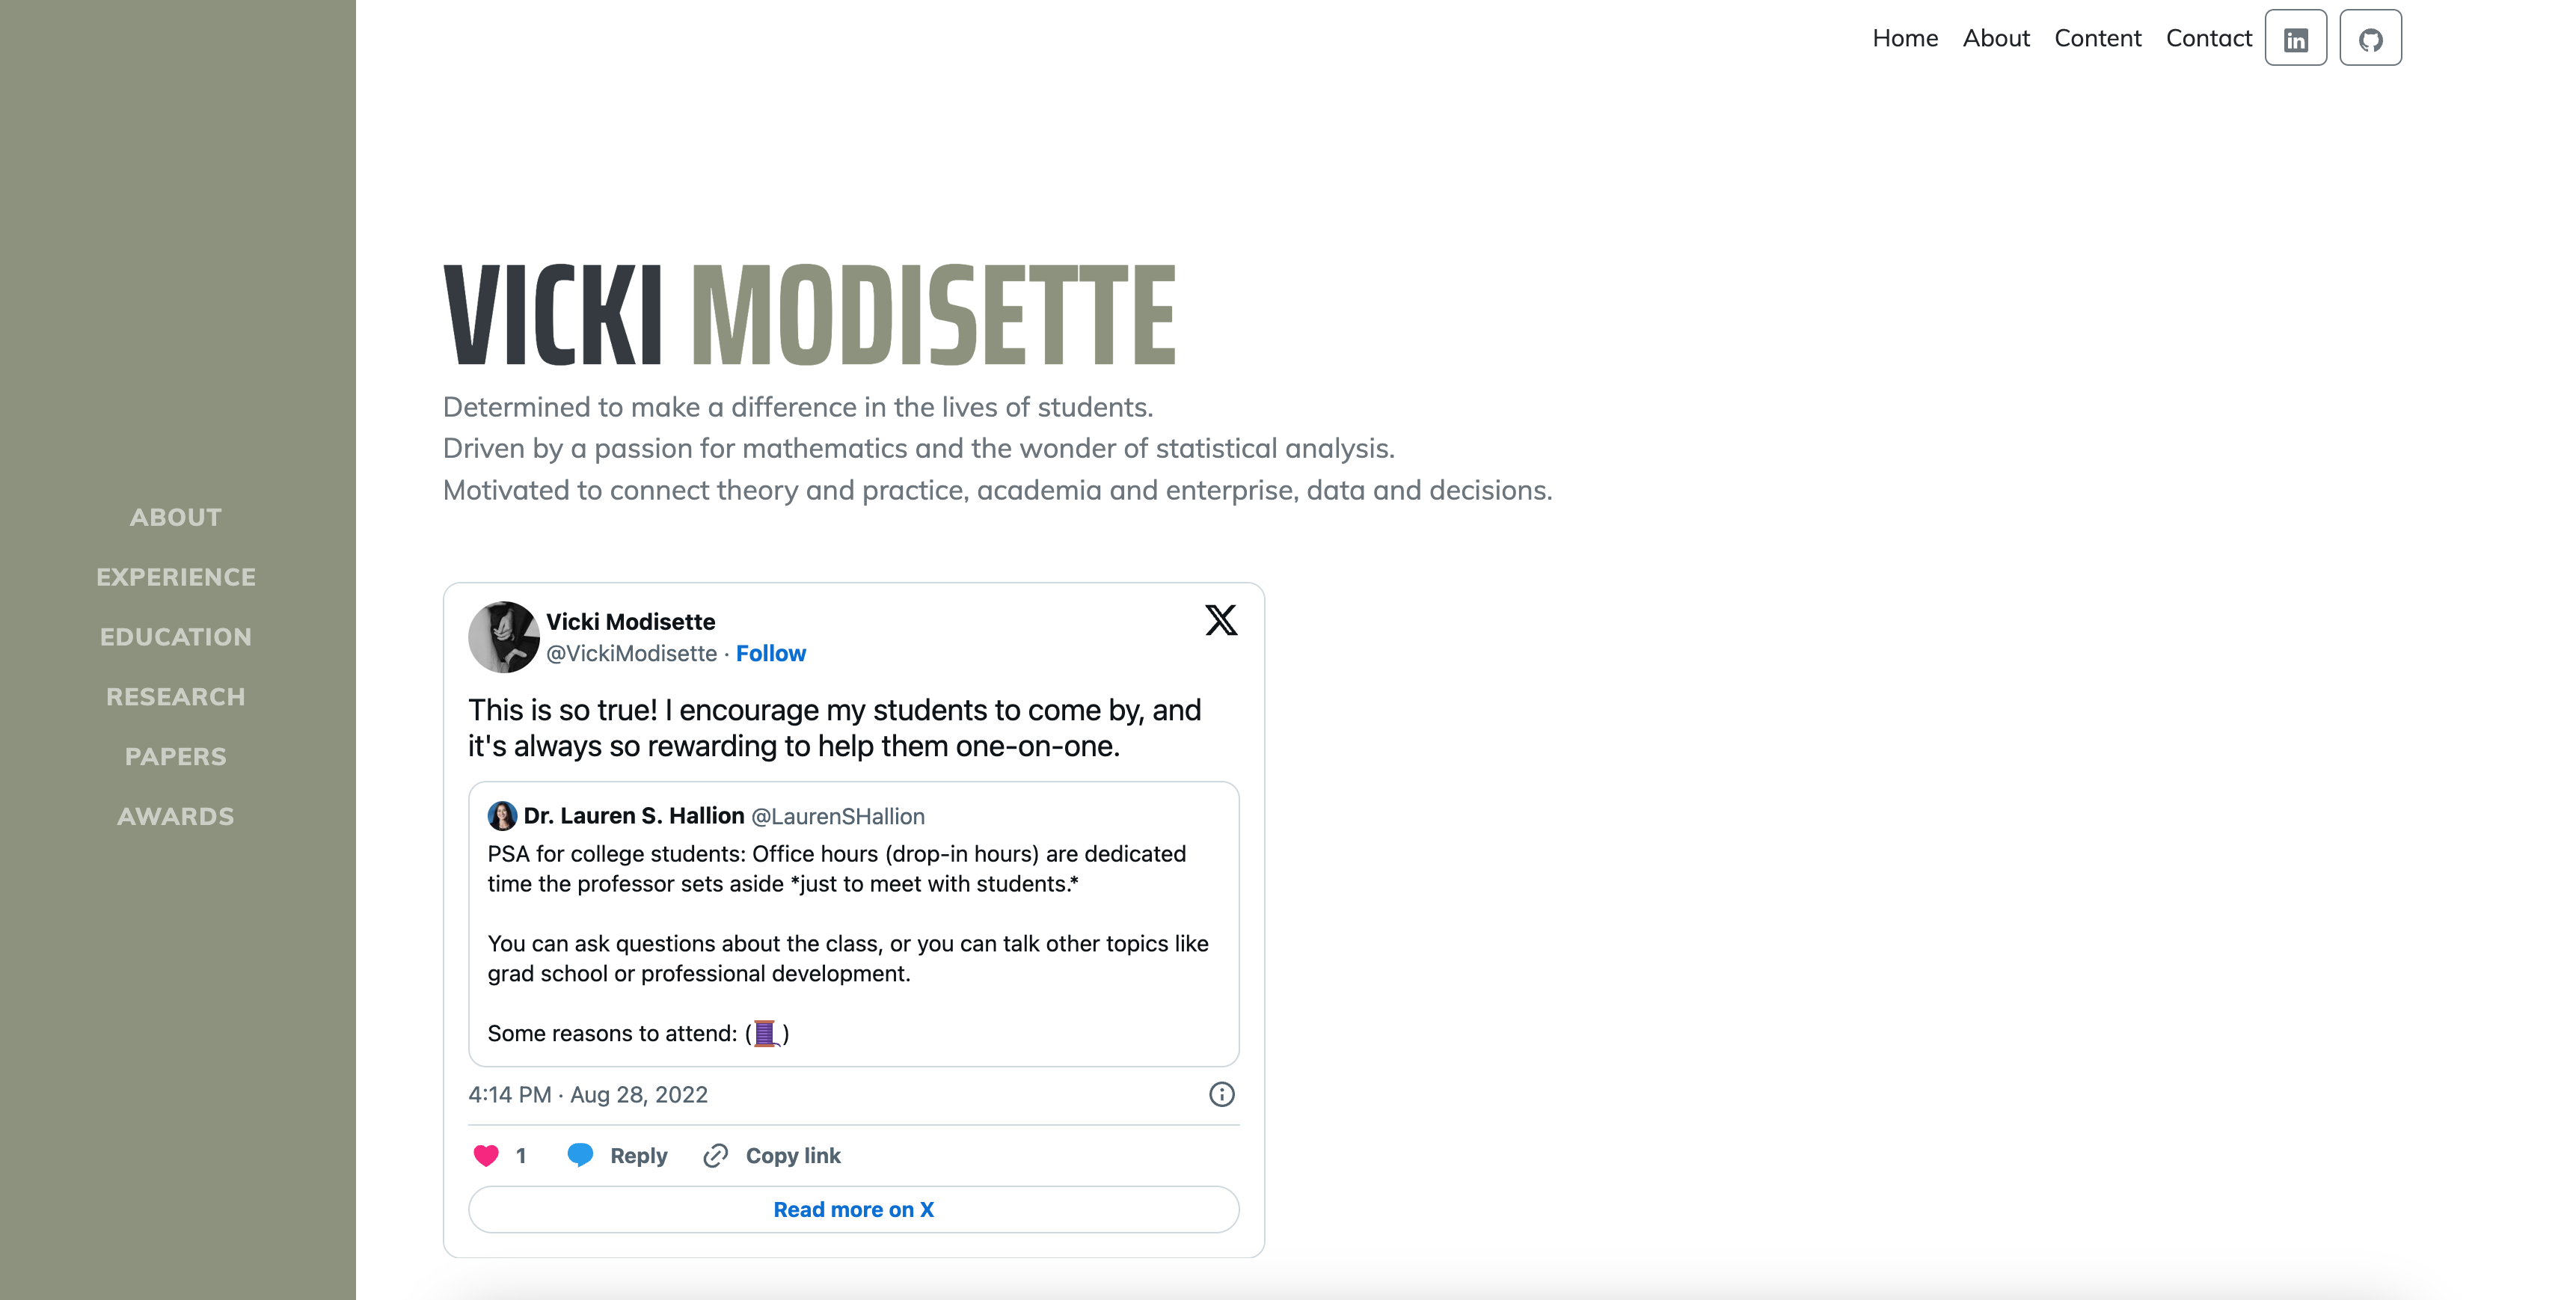 Home About Content Contact
VICKI MODISETTE
Determined to make a difference in the lives of students.
Driven by a passion for mathematics and the wonder of statistical analysis.
Motivated to connect theory and practice, academia and enterprise, data and decisions.
ABOUT
EXPERIENCE
EDUCATION
RESEARCH
PAPERS
AWARDS
Vicki Modisette
@VickiModisette · Follow
This is so true! I encourage my students to come by, and
it's always so rewarding to help them one-on-one.
Dr. Lauren S. Hallion @LaurenSHallion
PSA for college students: Office hours (drop-in hours) are dedicated
time the professor sets aside *just to meet with students.*
You can ask questions about the class, or you can talk other topics like
grad school or professional development.
Some reasons to attend: (🧵)
4:14 PM · Aug 28, 2022
1 Reply Copy link
Read more on X